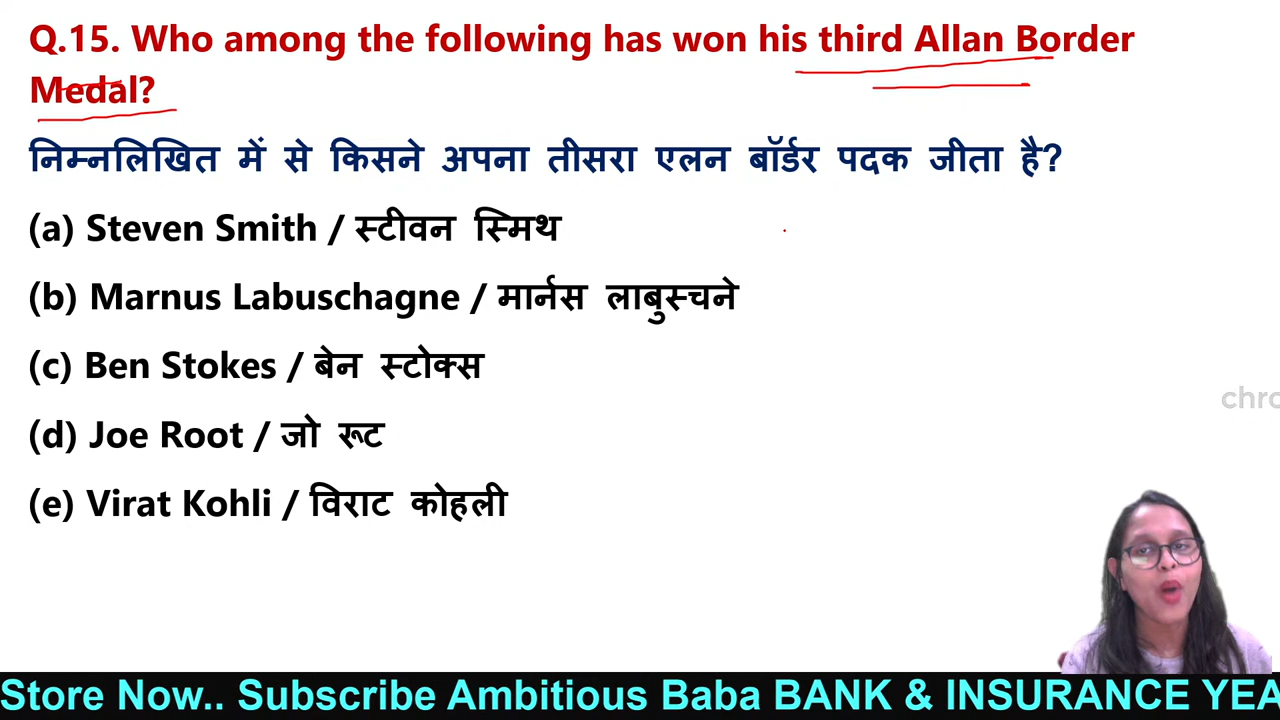 Q.15. Who among the following has won his third Allan Border
Medal?
निम्नलिखित में से किसने अपना तीसरा एलन बॉर्डर पदक जीता है?
(a) Steven Smith / स्टीवन स्मिथ
(b) Marnus Labuschagne / मार्नस लाबुस्चने
(c) Ben Stokes / बेन स्टोक्स
chro
(d) Joe Root / जो रूट
(e) Virat Kohli / विराट कोहली
Store Now.. Subscribe Ambitious Baba BANK & INSURANCE YEA